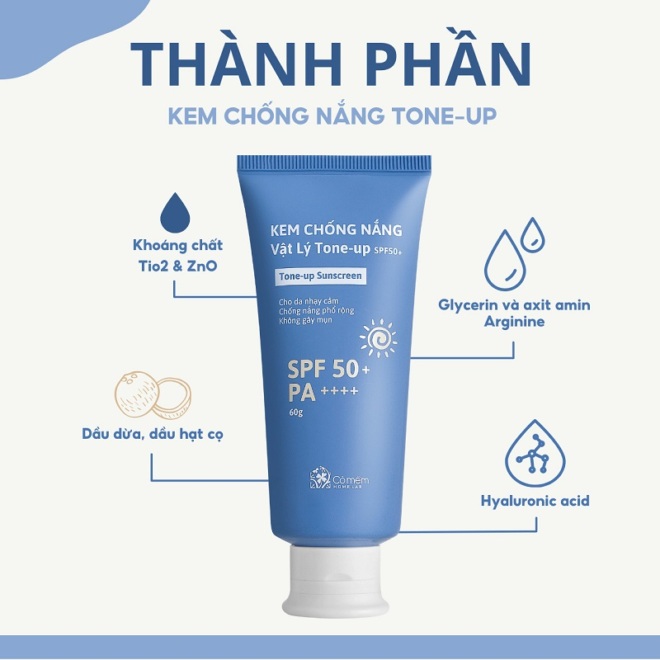 THÀNH PHẦN
KEM CHỐNG NẮNG TONE-UP
KEM CHỐNG NẮNG
Vật Lý Tone-up SPF50+
Tone-up Sunscreen
Cho da nhạy cảm
Chống nắng phổ rộng
Không gây mụn
SPF 50+
PA ++++
60g
Cỏ mềm
HOME LAB
Khoáng chất
Tio2 & ZnO
Dầu dừa, dầu hạt cọ
Glycerin và axit amin
Arginine
Hyaluronic acid